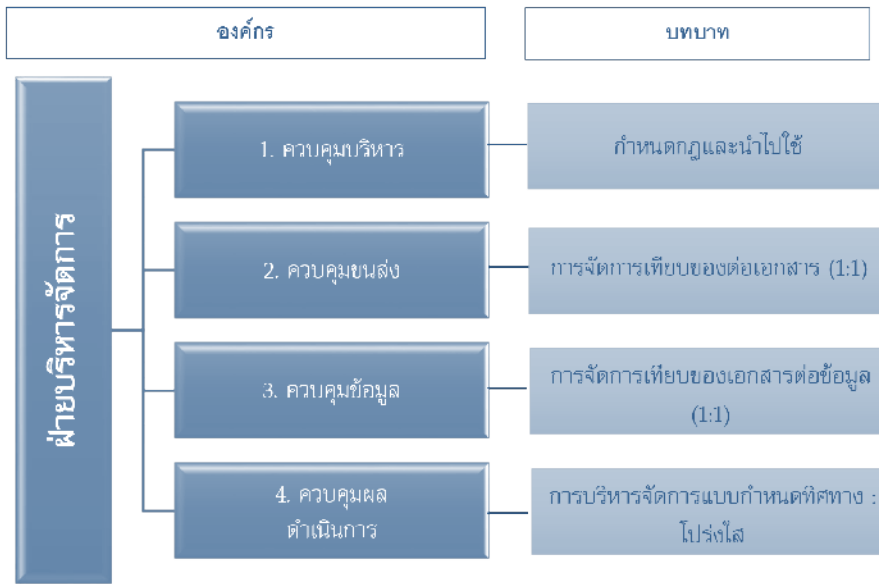 องค์กร
บทบาท
ฝ่ายบริหารจัดการ
1. ควบคุมบริหาร
กำหนดกฎและนำไปใช้
2. ควบคุมขนส่ง
การจัดการเทียบของต่อเอกสาร (1:1)
3. ควบคุมข้อมูล
การจัดการเทียบของเอกสารต่อข้อมูล
(1:1)
4. ควบคุมผล
ดำเนินการ
การบริหารจัดการแบบกำหนดทิศทาง :
โปร่งใส